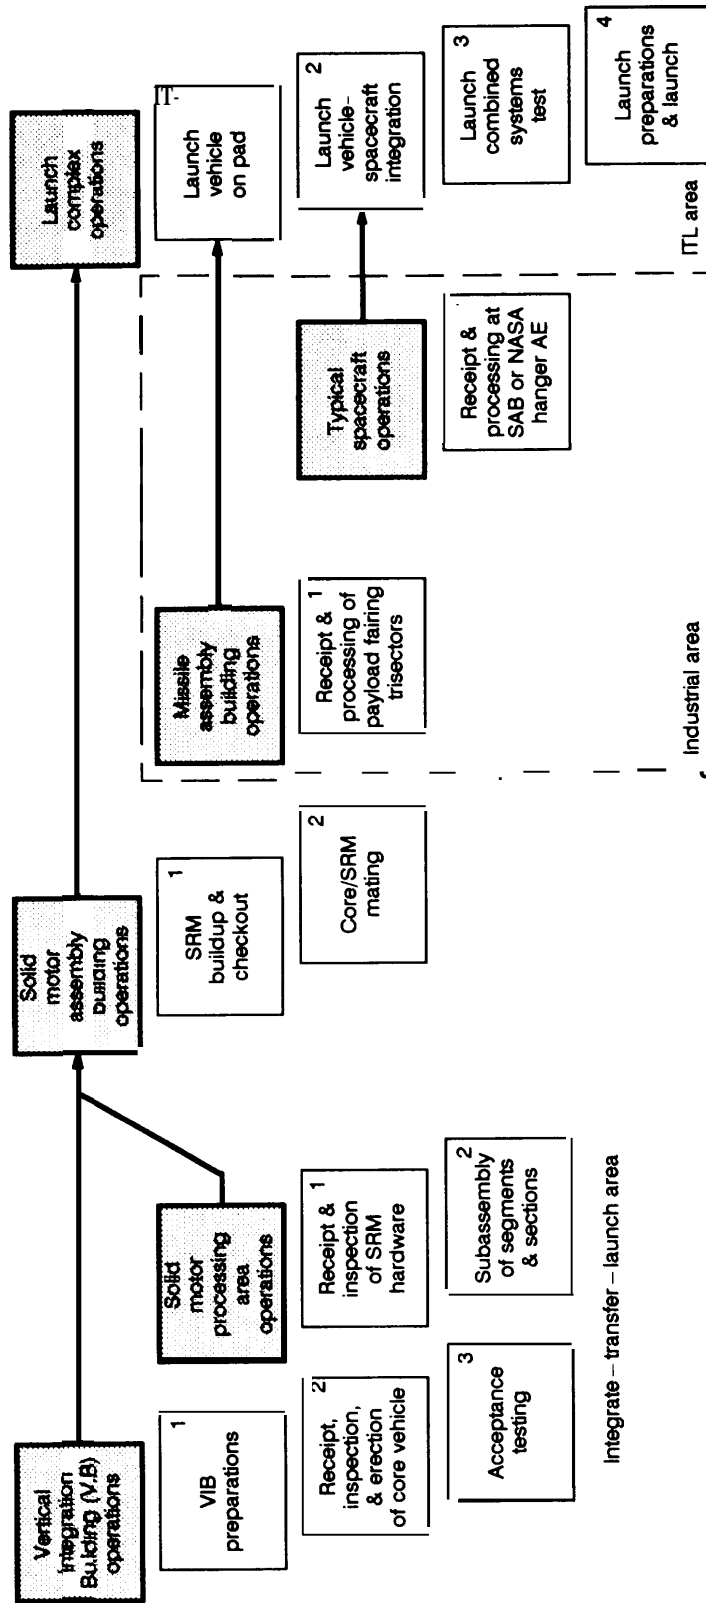 Vertical
integration
Building (V.B)
operations
1
VIB
preparations
2
Receipt,
inspection,
& erection
of core vehicle
3
Acceptance
testing
Solid
motor
processing
area
operations
1
Receipt &
inspection
of SRM
hardware
2
Subassembly
of segments
& sections
Integrate – transfer – launch area
Solid
motor
assembly
building
operations
1
SRM
buildup &
checkout
2
Core/SRM
mating
Missile
assembly
building
operations
1
Receipt &
processing of
payload fairing
trisectors
Industrial area
Typical
spacecraft
operations
Receipt &
processing at
SAB or NASA
hanger AE
ITL area
Launch
complex
operations
IT-
Launch
vehicle
on pad
2
Launch
vehicle–
spacecraft
integration
3
Launch
combined
systems
test
4
Launch
preparations
& launch